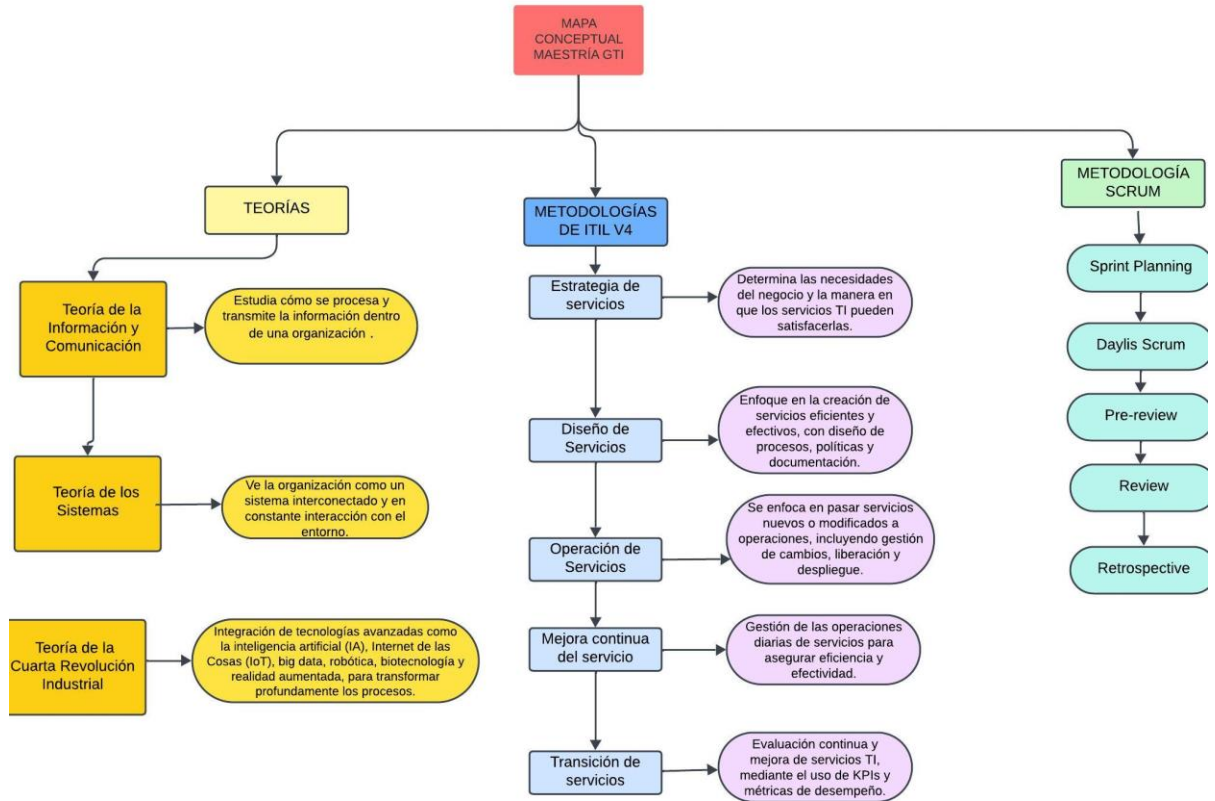 MAPA
CONCEPTUAL
MAESTRÍA GTI
TEORÍAS
Teoría de la
Información y
Comunicación
Estudia cómo se procesa y
transmite la información dentro
de una organización .
Teoría de los
Sistemas
Ve la organización como un
sistema interconectado y en
constante interacción con el
entorno.
Teoría de la
Cuarta Revolución
Industrial
Integración de tecnologías avanzadas como
la inteligencia artificial (IA), Internet de las
Cosas (IoT), big data, robótica, biotecnología y
realidad aumentada, para transformar
profundamente los procesos.
METODOLOGÍAS
DE ITIL V4
Estrategia de
servicios
Determina las necesidades
del negocio y la manera en
que los servicios TI pueden
satisfacerlas.
Diseño de
Servicios
Enfoque en la creación de
servicios eficientes y
efectivos, con diseño de
procesos, políticas y
documentación.
Operación de
Servicios
Se enfoca en pasar servicios
nuevos o modificados a
operaciones, incluyendo gestión
de cambios, liberación y
despliegue.
Mejora continua
del servicio
Gestión de las operaciones
diarias de servicios para
asegurar eficiencia y
efectividad.
Transición de
servicios
Evaluación continua y
mejora de servicios TI,
mediante el uso de KPIs y
métricas de desempeño.
METODOLOGÍA
SCRUM
Sprint Planning
Daylis Scrum
Pre-review
Review
Retrospective